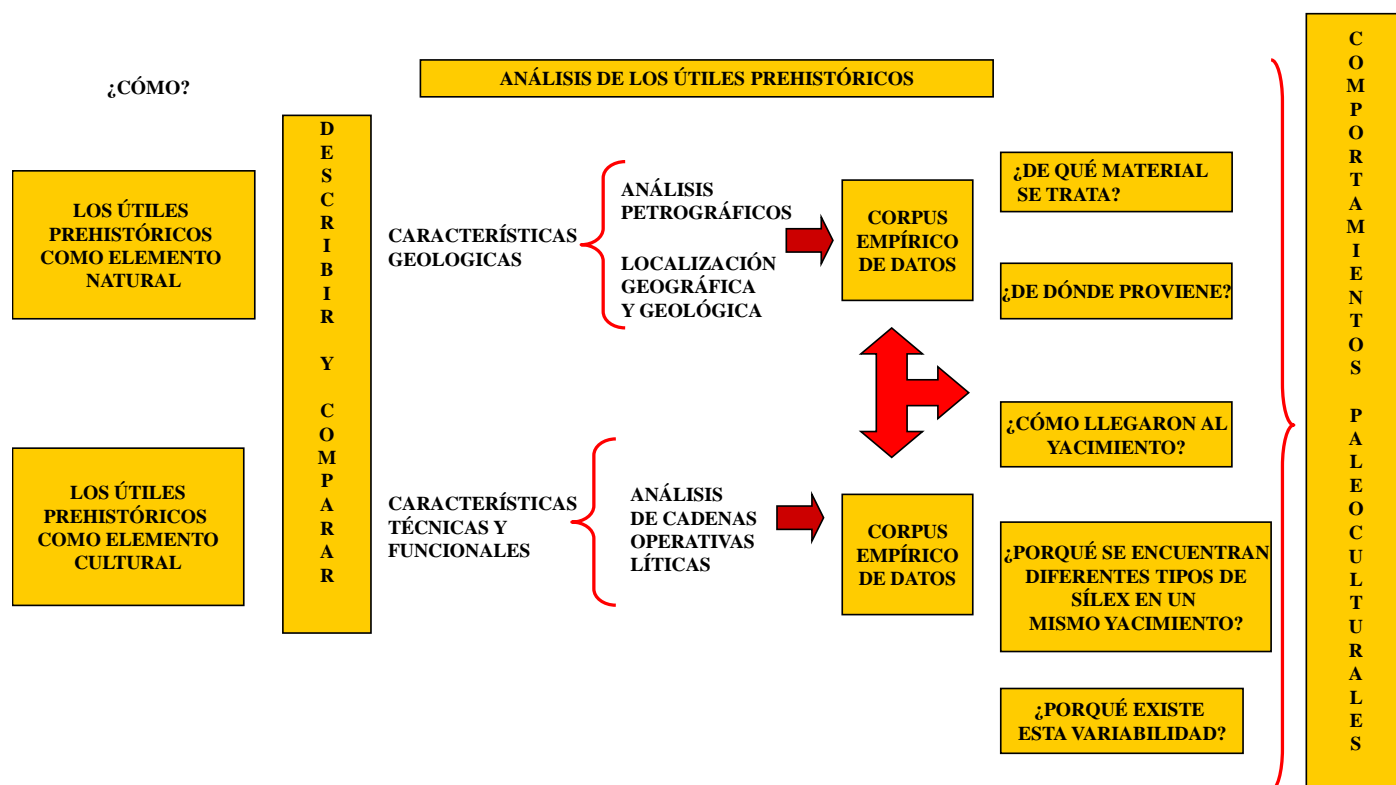 ¿CÓMO?
ANÁLISIS DE LOS ÚTILES PREHISTÓRICOS
LOS ÚTILES
PREHISTÓRICOS
COMO ELEMENTO
NATURAL
LOS ÚTILES
PREHISTÓRICOS
COMO ELEMENTO
CULTURAL
D
E
S
C
R
I
B
I
R
Y
C
O
M
P
A
R
A
R
CARACTERÍSTICAS
GEOLOGICAS
ANÁLISIS
PETROGRÁFICOS
LOCALIZACIÓN
GEOGRÁFICA
Y GEOLÓGICA
CORPUS
EMPÍRICO
DE DATOS
CARACTERÍSTICAS
TÉCNICAS Y
FUNCIONALES
ANÁLISIS
DE CADENAS
OPERATIVAS
LÍTICAS
CORPUS
EMPÍRICO
DE DATOS
¿DE QUÉ MATERIAL
SE TRATA?
¿DE DÓNDE PROVIENE?
¿CÓMO LLEGARON AL
YACIMIENTO?
¿PORQUÉ SE ENCUENTRAN
DIFERENTES TIPOS DE
SÍLEX EN UN
MISMO YACIMIENTO?
¿PORQUÉ EXISTE
ESTA VARIABILIDAD?
C
O
M
P
O
R
T
A
M
I
E
N
T
O
S
P
A
L
E
O
C
U
L
T
U
R
A
L
E
S